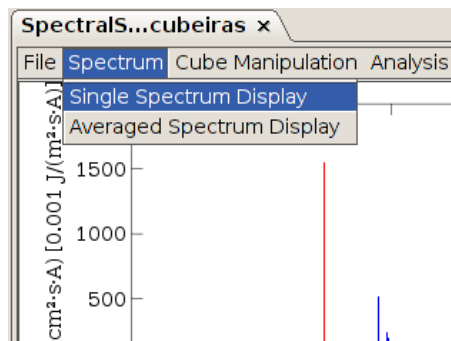 SpectralS...cubeiras ×
File Spectrum Cube Manipulation Analysis
Single Spectrum Display
Averaged Spectrum Display
1500
1000
500
cm²·s·A) [0.001 J/(m²·s·A)]